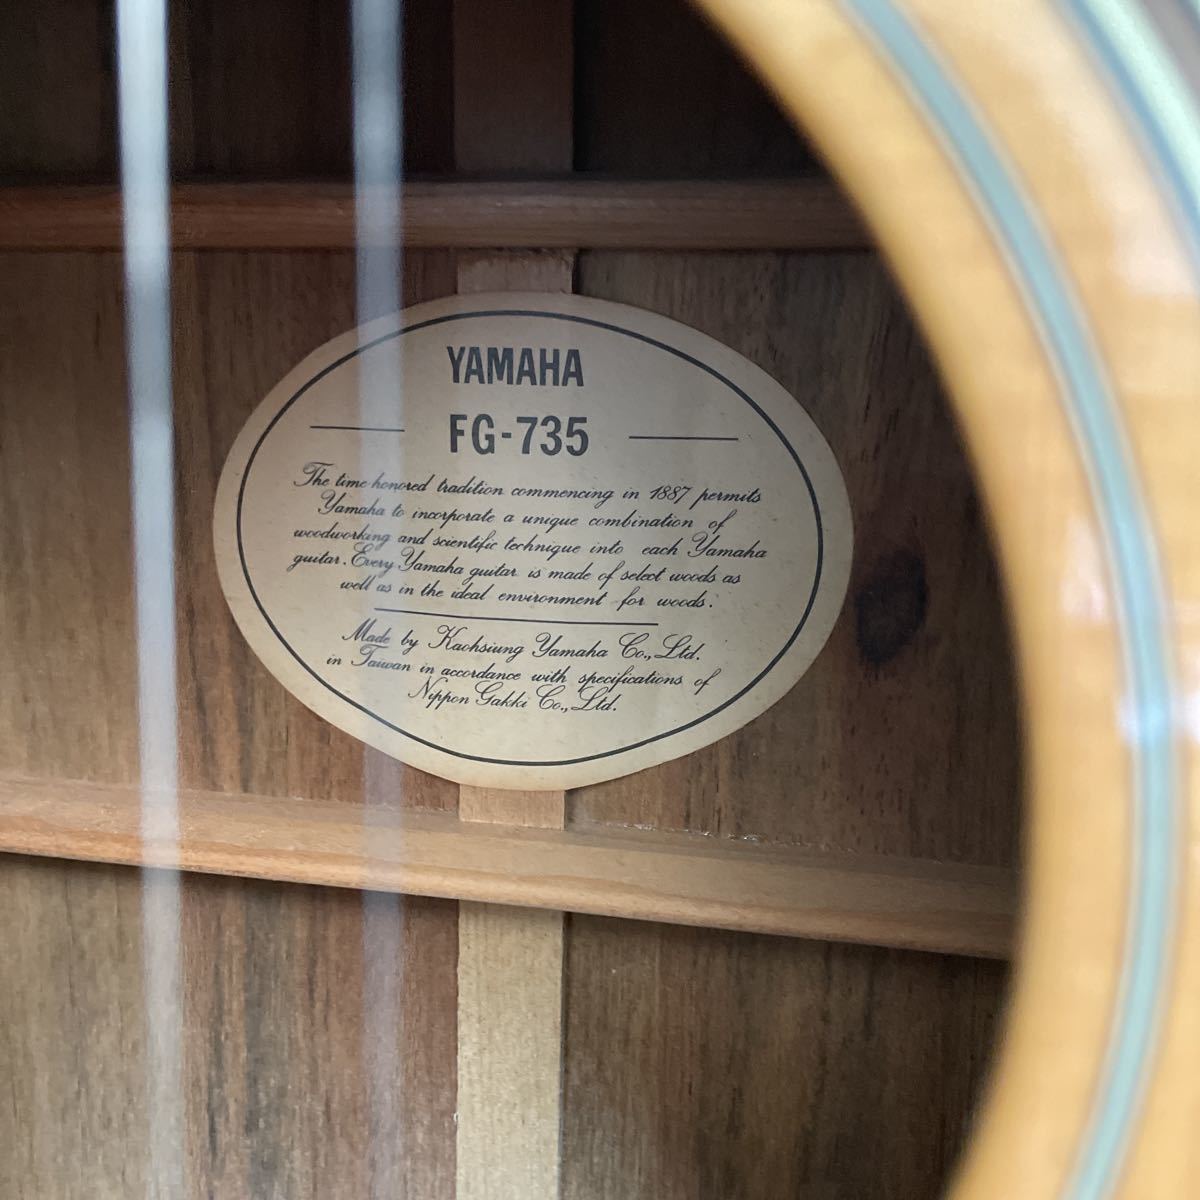 YAMAHA
FG-735
The time-honored tradition commencing in 1887 permits
Yamaha to incorporate a unique combination of
woodworking and scientific technique into each Yamaha
guitar. Every Yamaha guitar is made of select woods as
well as in the ideal environment for woods.
Made by Kaohsiung Yamaha Co., Ltd.
in Taiwan in accordance with specifications of
Nippon Gakki Co., Ltd.